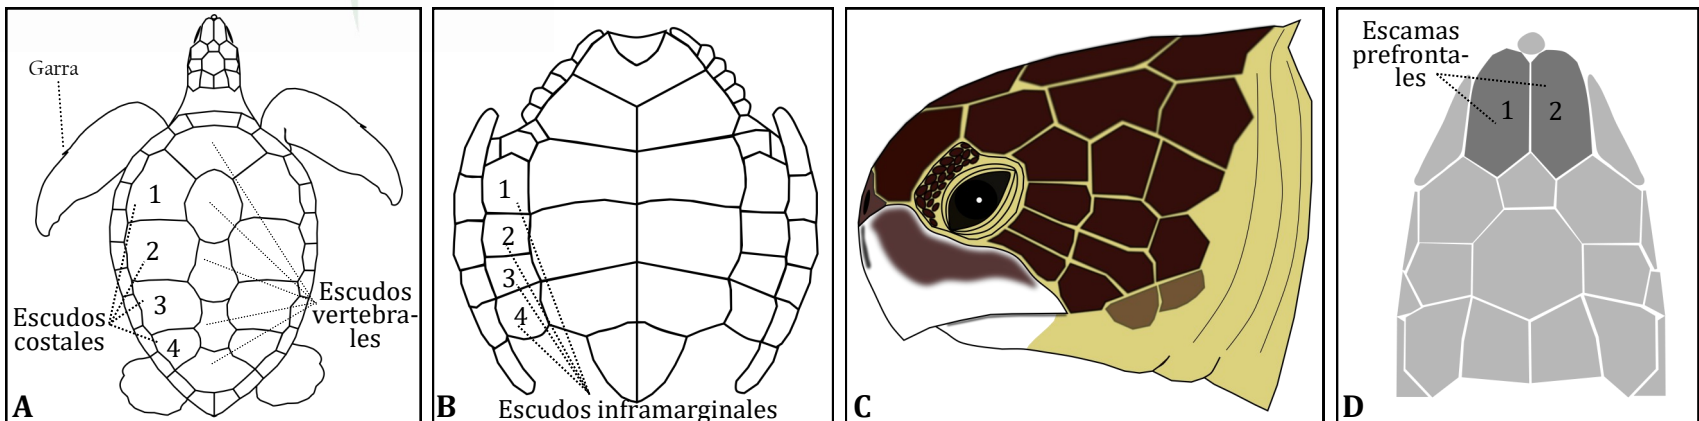 Garra
1
2
3
4
Escudos
costales
Escudos
vertebra-
les
A
1
2
3
4
Escudos inframarginales
B
C
Escamas
prefronta-
les
1 2
D